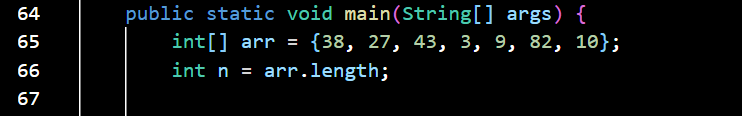 64 public static void main(String[] args) {
65 int[] arr = {38, 27, 43, 3, 9, 82, 10};
66 int n = arr.length;
67